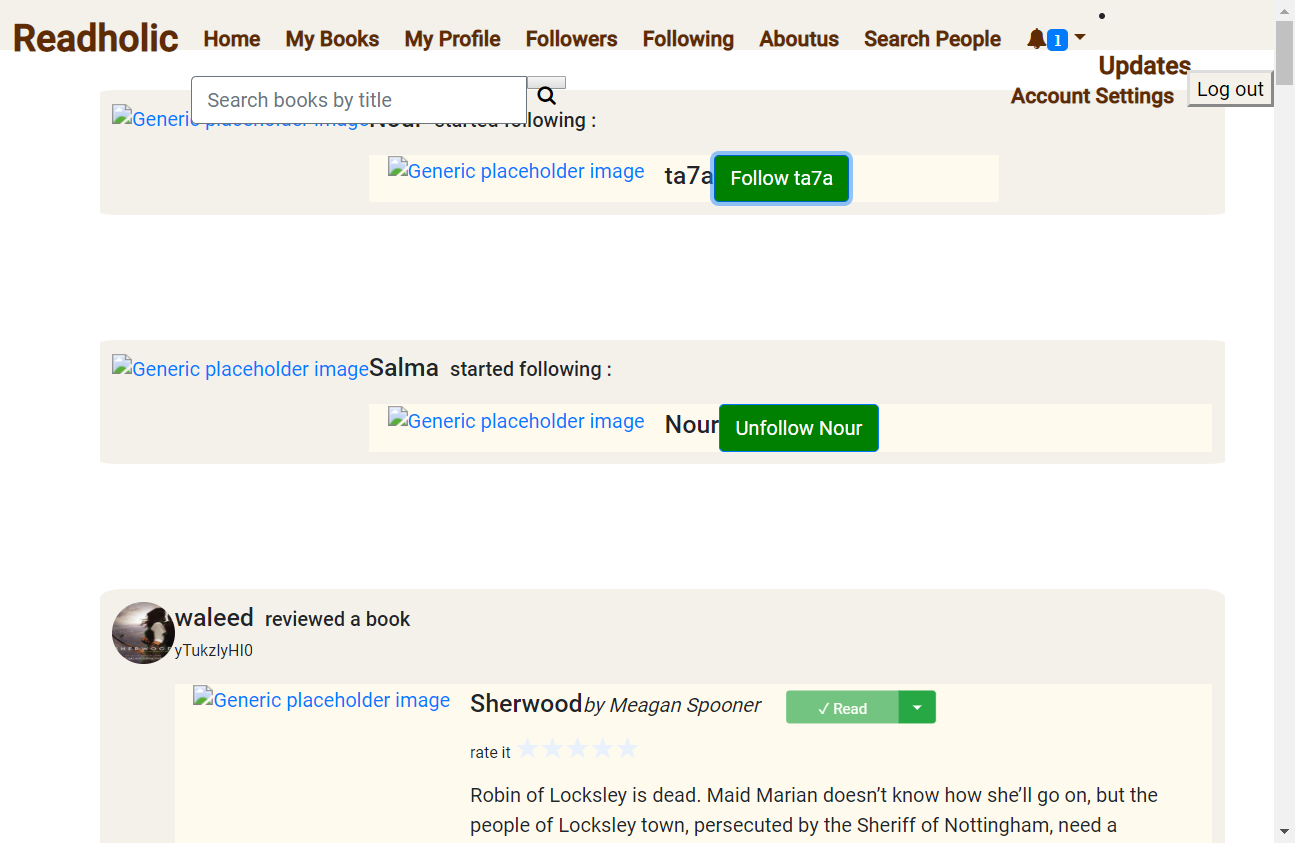 Readholic Home My Books My Profile Followers Following Aboutus Search People 1
Updates
Account Settings Log out
Search books by title
Generic placeholder image Nour started following :
Generic placeholder image ta7a Follow ta7a
Generic placeholder image Salma started following :
Generic placeholder image Nour Unfollow Nour
waleed reviewed a book
yTukzlyHI0
Generic placeholder image Sherwood by Meagan Spooner ✓ Read
rate it ★★★★★
Robin of Locksley is dead. Maid Marian doesn’t know how she’ll go on, but the
people of Locksley town, persecuted by the Sheriff of Nottingham, need a